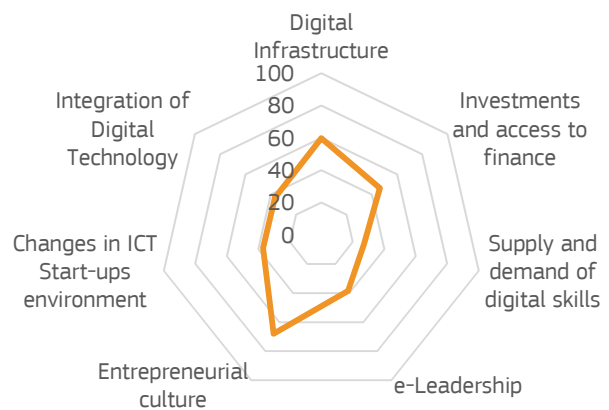 Digital
Infrastructure
100
80
60
40
20
0
Investments
and access to
finance
Supply and
demand of
digital skills
e-Leadership
Entrepreneurial
culture
Changes in ICT
Start-ups
environment
Integration of
Digital
Technology